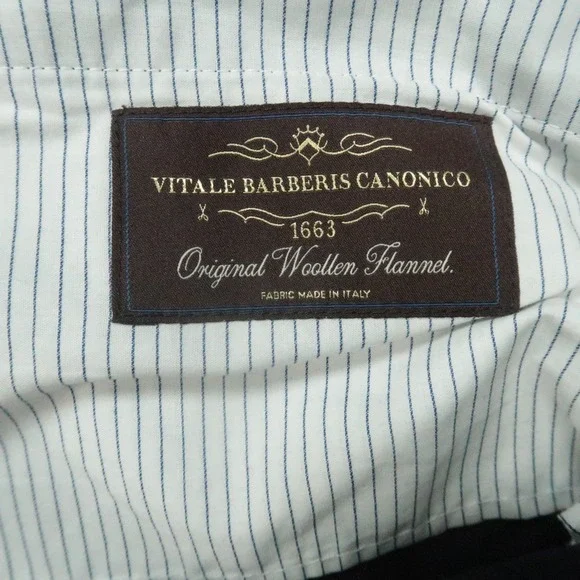 VITALE BARBERIS CANONICO
1663
Original Woollen Flannel.
FABRIC MADE IN ITALY